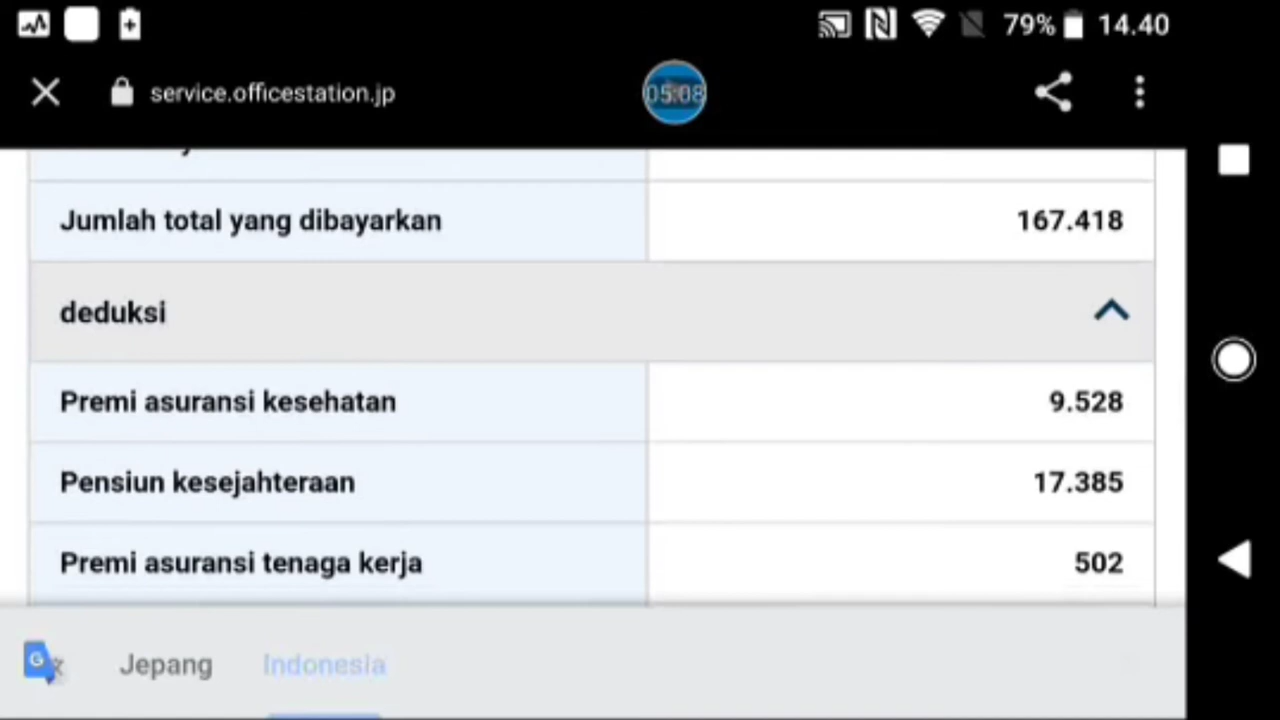 79% 14.40
service.officestation.jp
05:08
Jumlah total yang dibayarkan 167.418
deduksi
Premi asuransi kesehatan 9.528
Pensiun kesejahteraan 17.385
Premi asuransi tenaga kerja 502
G Jepang Indonesia